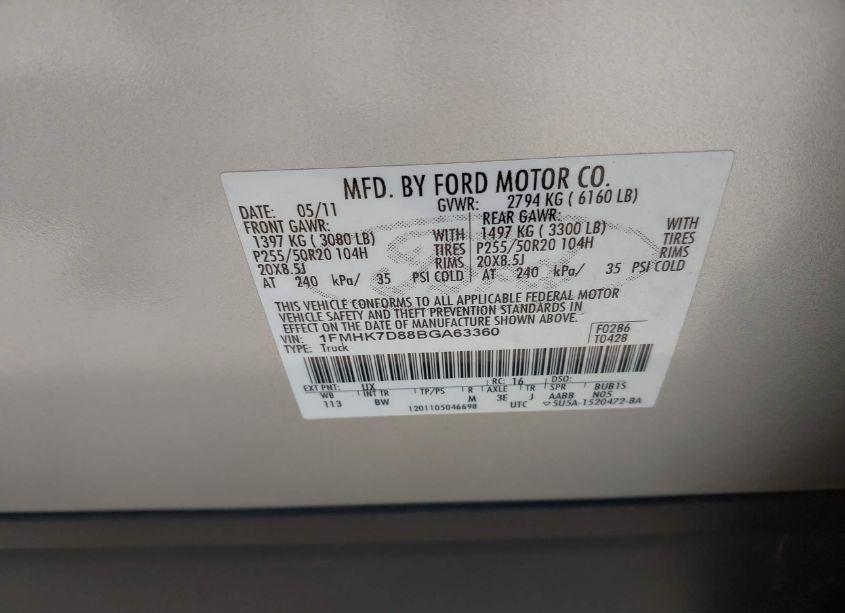 MFD. BY FORD MOTOR CO.
DATE: 05/11 GVWR: 2794 KG ( 6160 LB)
FRONT GAWR: REAR GAWR:
1397 KG ( 3080 LB) WITH 1497 KG ( 3300 LB) WITH
P255/50R20 104H TIRES P255/50R20 104H TIRES
20X8.5J RIMS 20X8.5J RIMS
AT 240 kPa/ 35 PSI COLD AT 240 kPa/ 35 PSI COLD
THIS VEHICLE CONFORMS TO ALL APPLICABLE FEDERAL MOTOR
VEHICLE SAFETY AND THEFT PREVENTION STANDARDS IN
EFFECT ON THE DATE OF MANUFACTURE SHOWN ABOVE.
VIN: 1FMHK7D88BGA63360 F0286
TYPE: Truck T0428
EXT PNT: UX RC: 16 DSO:
WB INT TR TP/PS R AXLE TR SPR BUB1S
113 BW M 3E J AABB N05
1201105046698 UTC 5U5A-1520472-BA